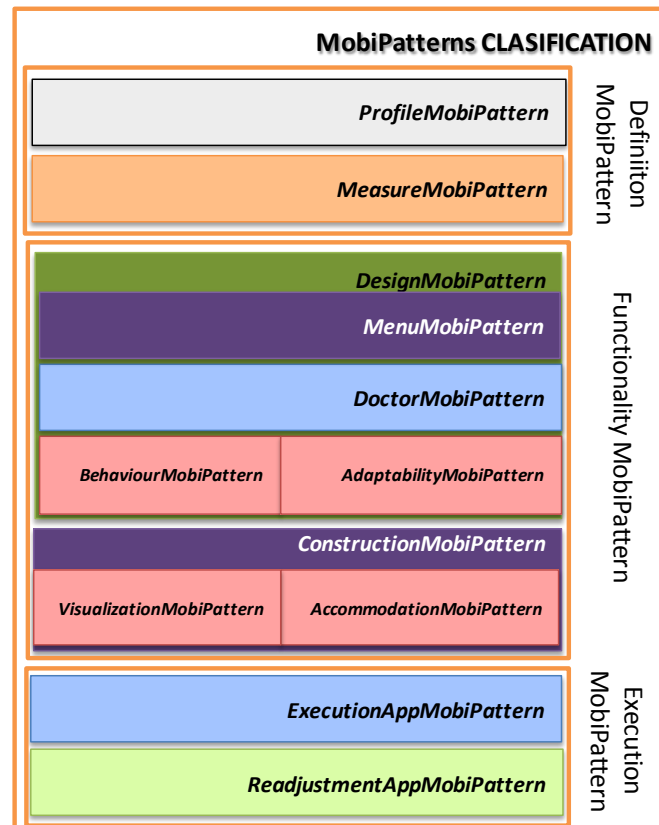 MobiPatterns CLASIFICATION
ProfileMobiPattern
MeasureMobiPattern
Definiiton
MobiPattern
DesignMobiPattern
MenuMobiPattern
DoctorMobiPattern
BehaviourMobiPattern
AdaptabilityMobiPattern
ConstructionMobiPattern
VisualizationMobiPattern
AccommodationMobiPattern
Functionality MobiPattern
ExecutionAppMobiPattern
ReadjustmentAppMobiPattern
Execution
MobiPattern